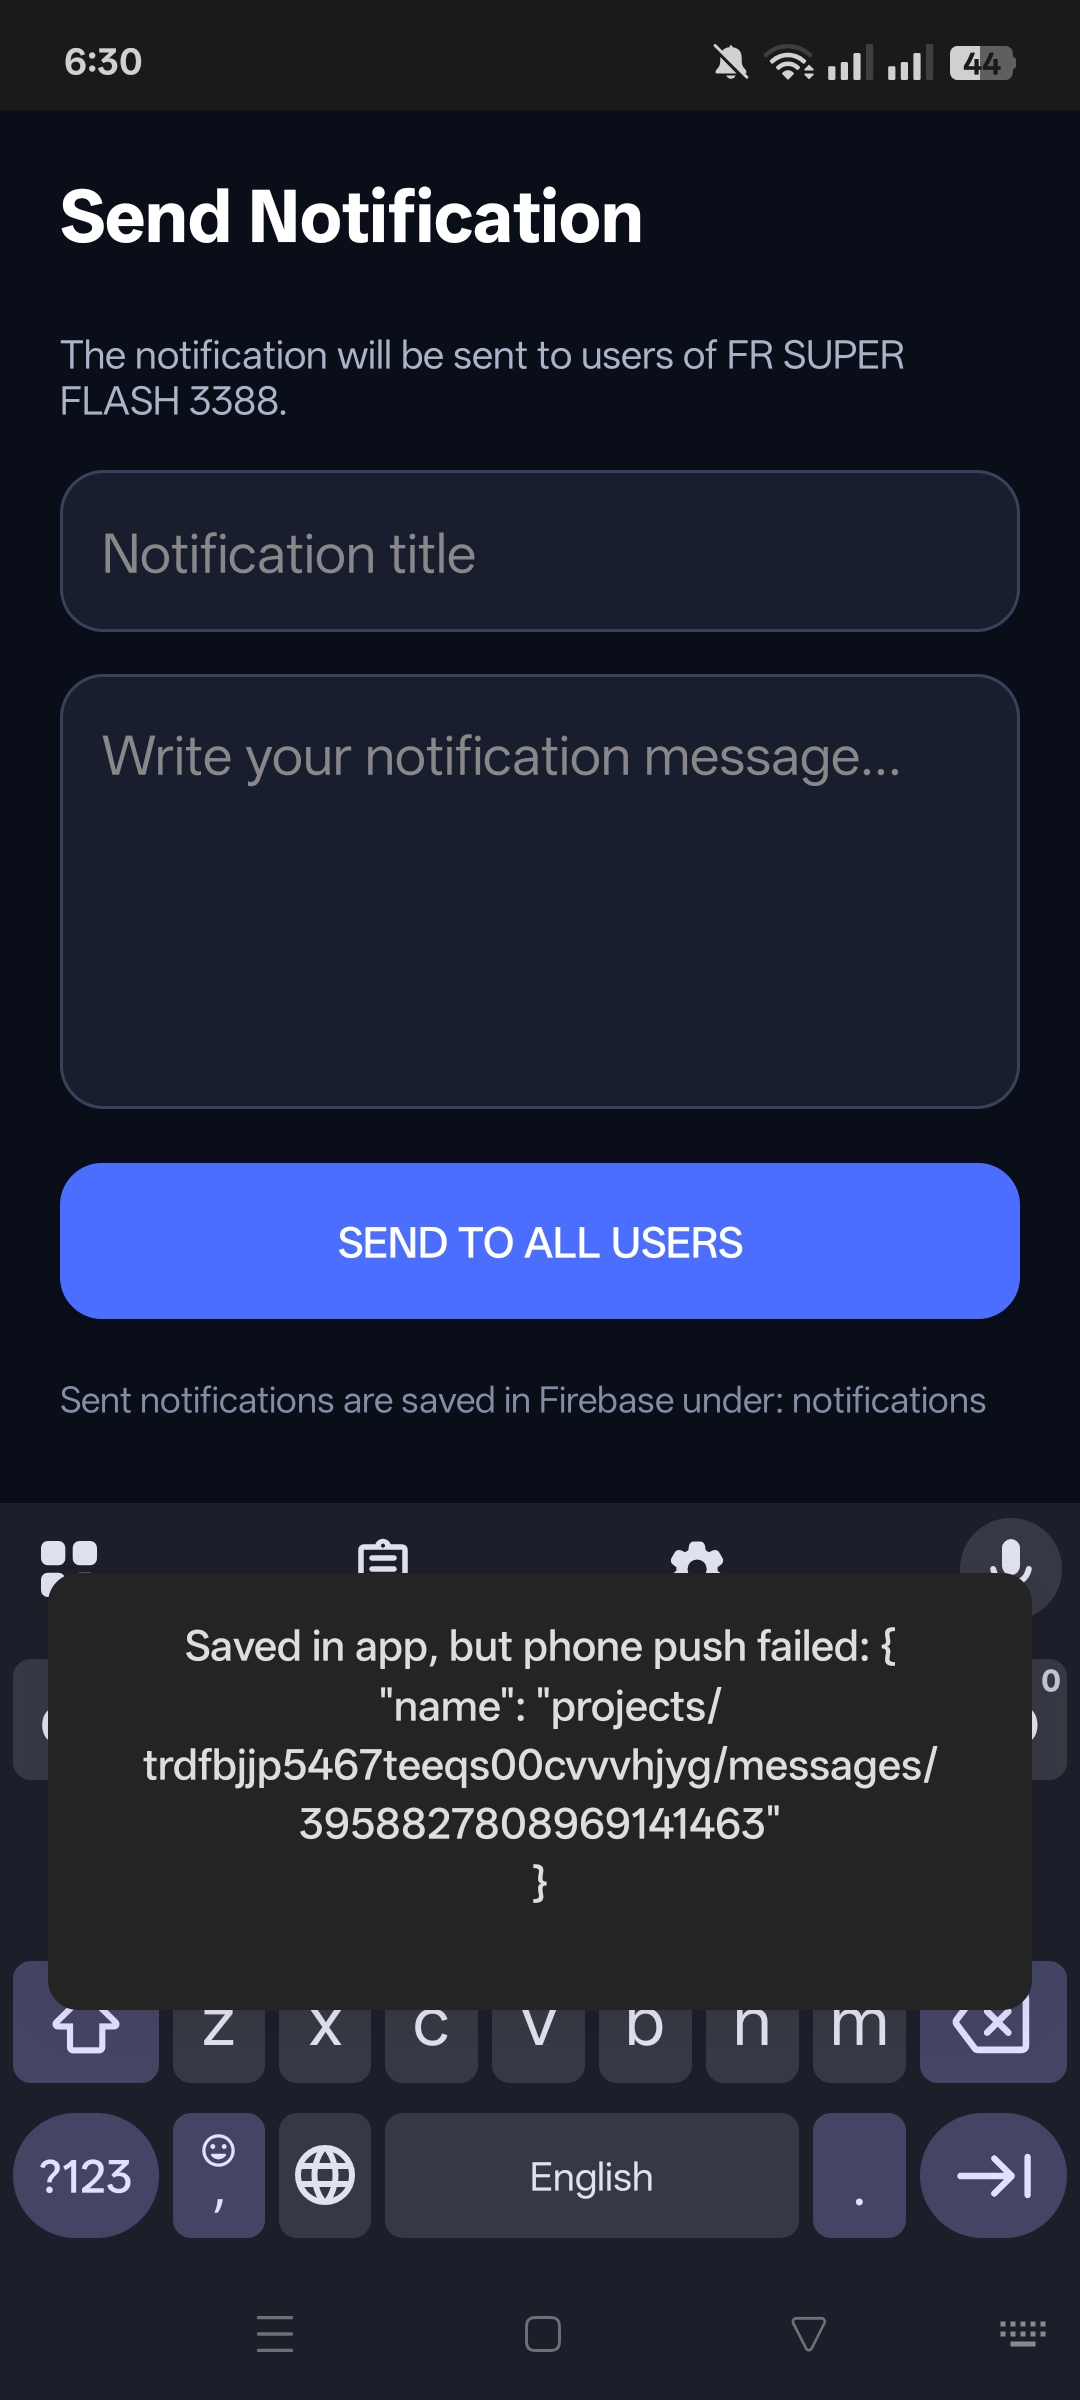 6:30
44
Send Notification
The notification will be sent to users of FR SUPER
FLASH 3388.
Notification title
Write your notification message...
SEND TO ALL USERS
Sent notifications are saved in Firebase under: notifications
Saved in app, but phone push failed: {
"name": "projects/
trdfbjjp5467teeqs00cvvvhjyg/messages/
3958827808969141463"
}
0
z x c v b n m
?123 , English .